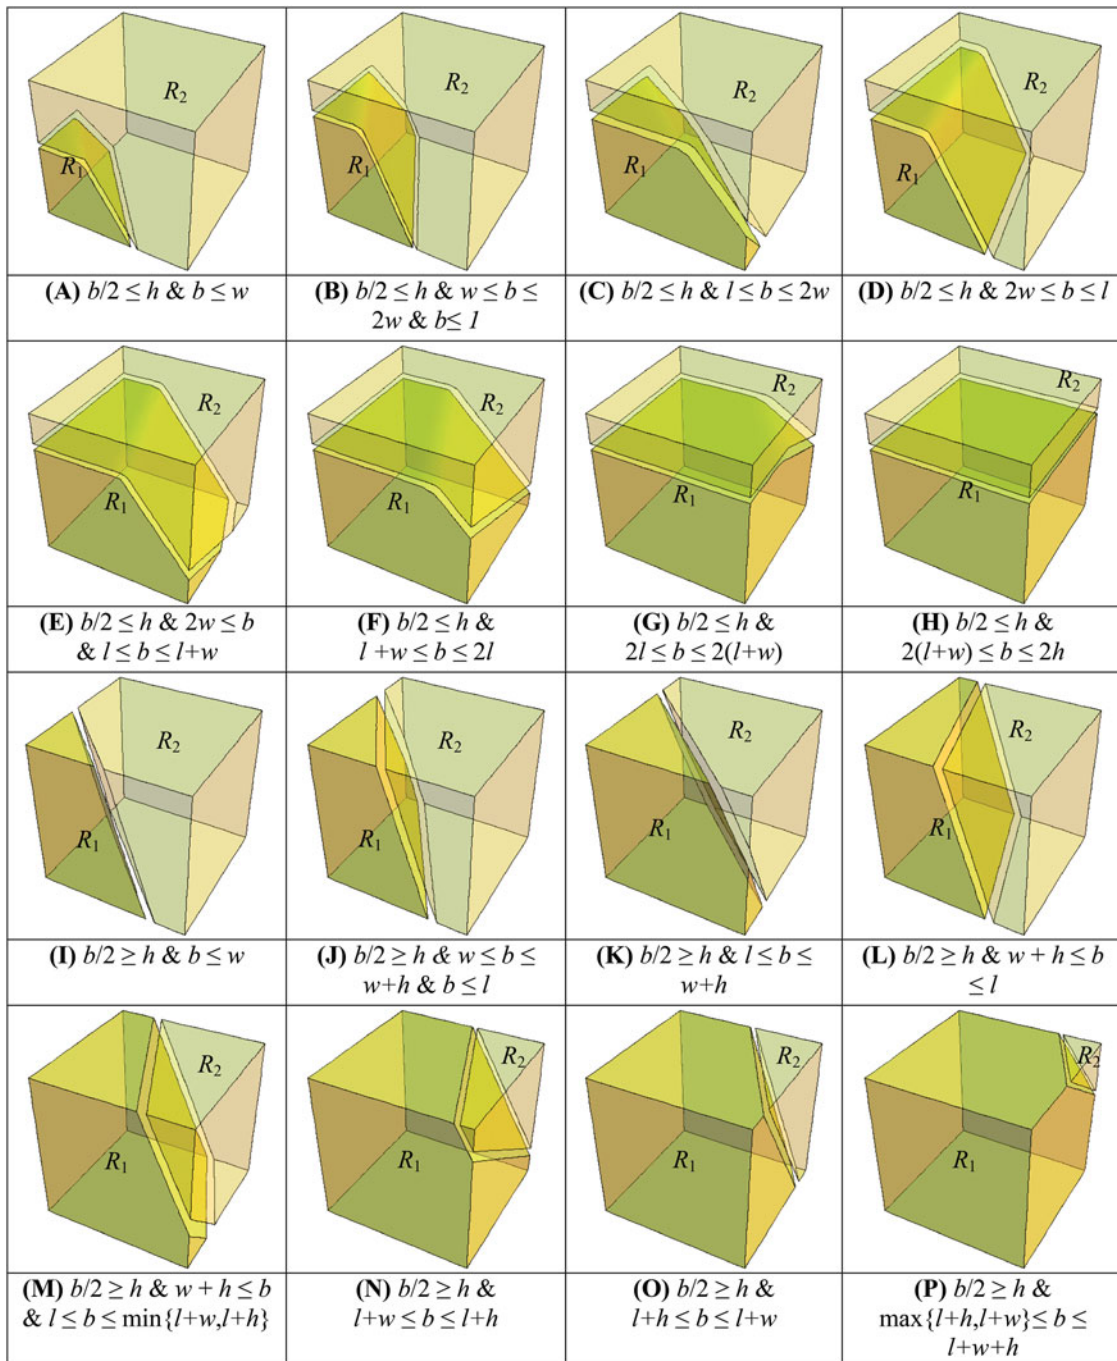 R2 R2 R2 R2
R1 R1 R1 R1
(A) b/2 ≤ h & b ≤ w
(B) b/2 ≤ h & w ≤ b ≤
2w & b≤ l
(C) b/2 ≤ h & l ≤ b ≤ 2w
(D) b/2 ≤ h & 2w ≤ b ≤ l
R2 R2 R2 R2
R1 R1 R1 R1
(E) b/2 ≤ h & 2w ≤ b
& l ≤ b ≤ l+w
(F) b/2 ≤ h &
l +w ≤ b ≤ 2l
(G) b/2 ≤ h &
2l ≤ b ≤ 2(l+w)
(H) b/2 ≤ h &
2(l+w) ≤ b ≤ 2h
R2 R2 R2 R2
R1 R1 R1 R1
(I) b/2 ≥ h & b ≤ w
(J) b/2 ≥ h & w ≤ b ≤
w+h & b ≤ l
(K) b/2 ≥ h & l ≤ b ≤
w+h
(L) b/2 ≥ h & w + h ≤ b
≤ l
R2 R2 R2 R2
R1 R1 R1 R1
(M) b/2 ≥ h & w + h ≤ b
& l ≤ b ≤ min{l+w,l+h}
(N) b/2 ≥ h &
l+w ≤ b ≤ l+h
(O) b/2 ≥ h &
l+h ≤ b ≤ l+w
(P) b/2 ≥ h &
max{l+h,l+w}≤ b ≤
l+w+h